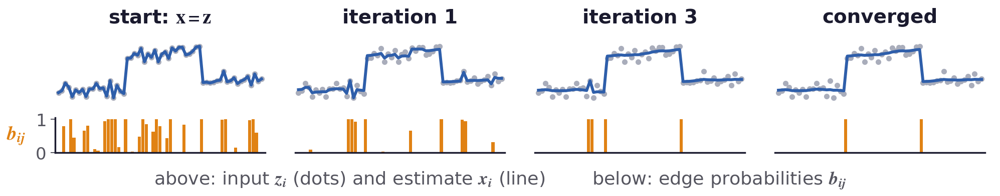 start: x = z
iteration 1
iteration 3
converged
1
b_ij
0
above: input z_i (dots) and estimate x_i (line)
below: edge probabilities b_ij